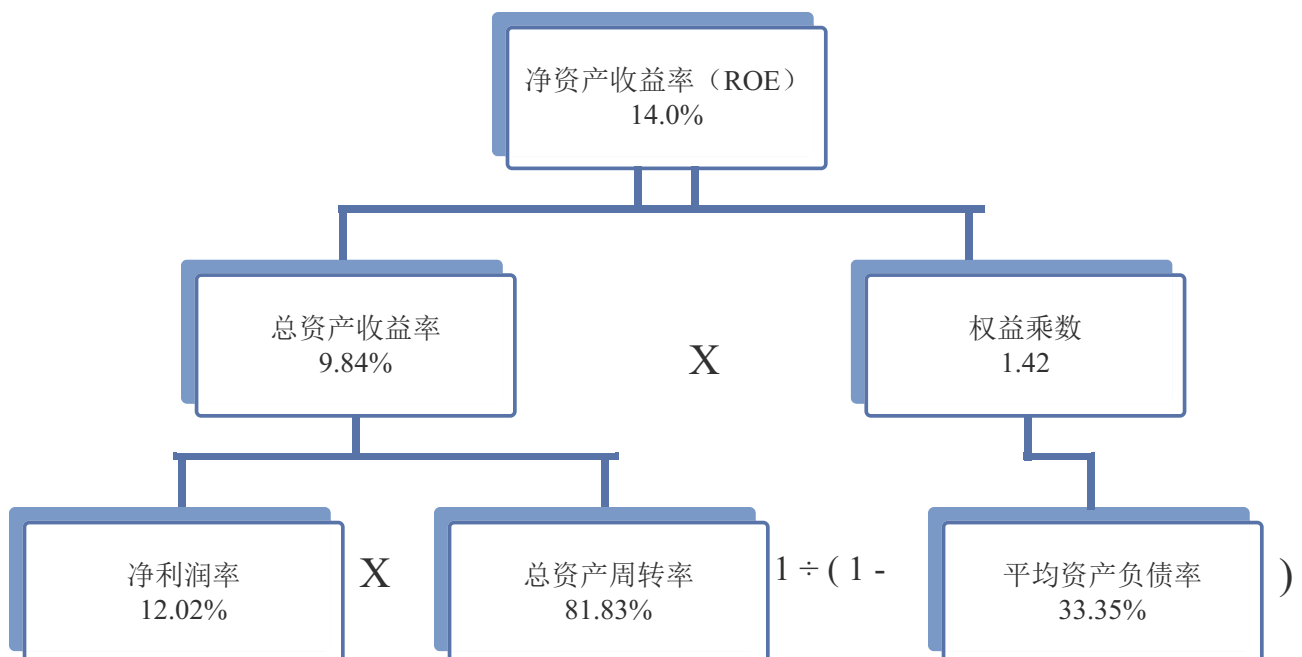 净资产收益率（ROE）
14.0%
总资产收益率
9.84%
X
权益乘数
1.42
净利润率
12.02%
X
总资产周转率
81.83%
1 ÷ ( 1 -
平均资产负债率
33.35%
)